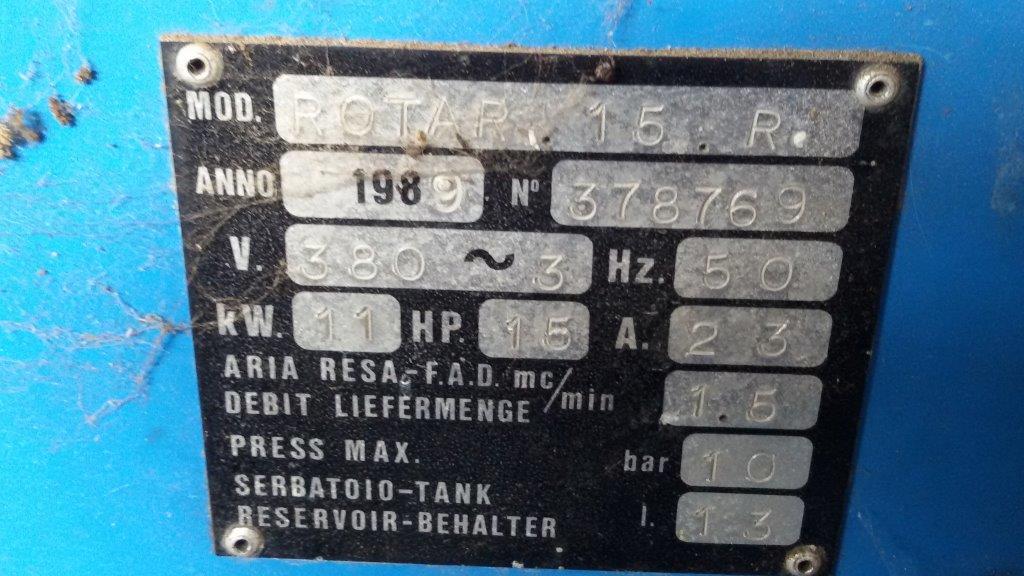 MOD. ROTAR 15 R.
ANNO 1989 Nº 378769
V. 380 ~ 3 Hz. 50
kW. 11 HP. 15 A. 23
ARIA RESA-F.A.D. mc/min 1.5
DEBIT LIEFERMENGE
PRESS MAX. bar 10
SERBATOIO-TANK
RESERVOIR-BEHALTER l. 13